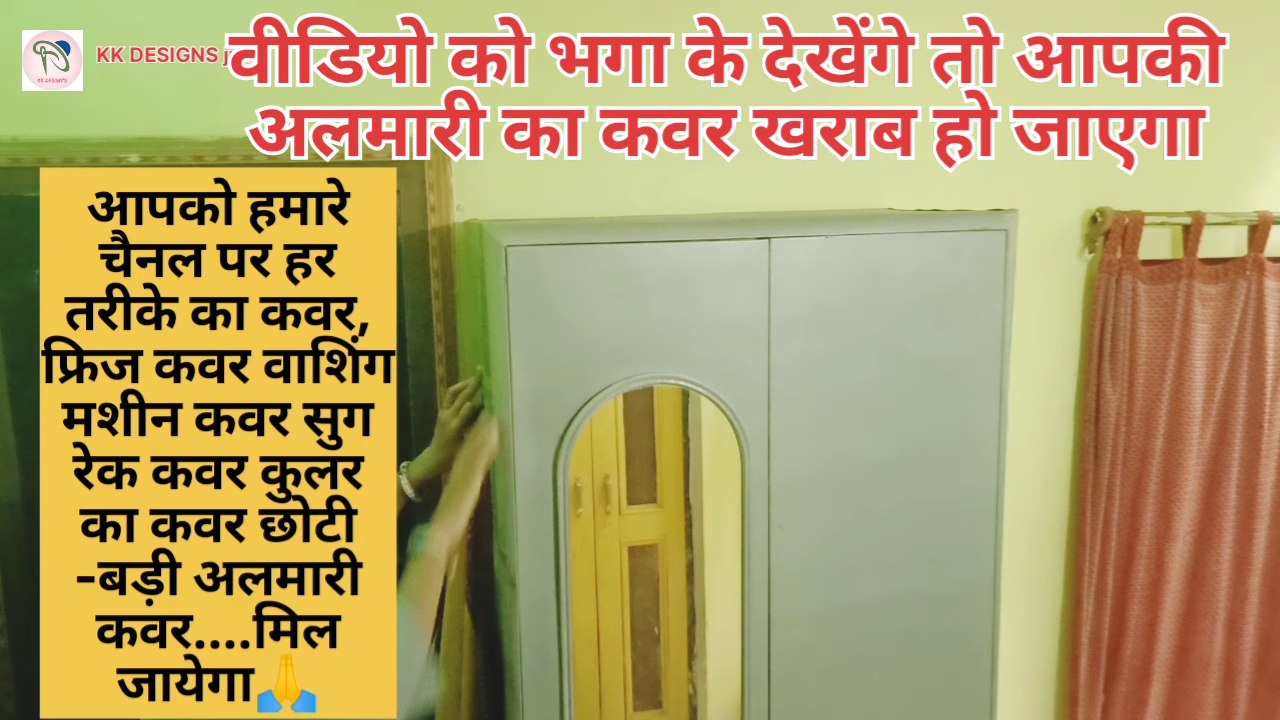 KK DESIGNS
वीडियो को भगा के देखेंगे तो आपकी
अलमारी का कवर खराब हो जाएगा
आपको हमारे
चैनल पर हर
तरीके का कवर,
फ्रिज कवर वाशिंग
मशीन कवर सुग
रेक कवर कुलर
का कवर छोटी
-बड़ी अलमारी
कवर....मिल
जायेगा🙏